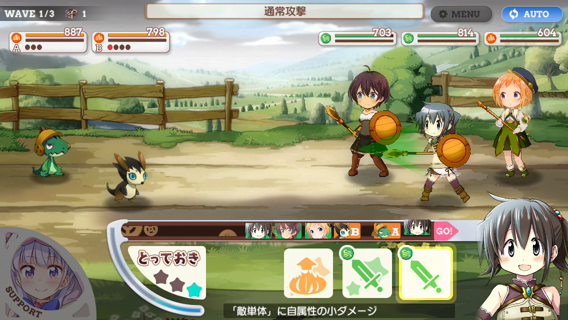 WAVE 1/3
1
通常攻撃
MENU
AUTO
887
A
798
B
703
814
604
B
A
GO!
とっておき
SUPPORT
「敵単体」に自属性の小ダメージ